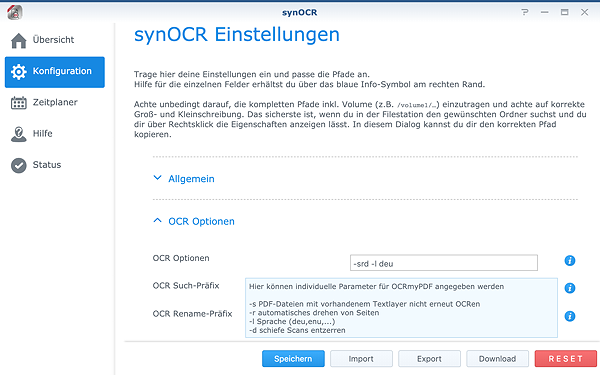 synOCR
Übersicht
Konfiguration
Zeitplaner
Hilfe
Status
synOCR Einstellungen
Trage hier deine Einstellungen ein und passe die Pfade an.
Hilfe für die einzelnen Felder erhältst du über das blaue Info-Symbol am rechten Rand.
Achte unbedingt darauf, die kompletten Pfade inkl. Volume (z.B. /volume1/…) einzutragen und achte auf korrekte
Groß- und Kleinschreibung. Das sicherste ist, wenn du in der Filestation den gewünschten Ordner suchst und du
dir über Rechtsklick die Eigenschaften anzeigen lässt. In diesem Dialog kannst du dir den korrekten Pfad
kopieren.
Allgemein
OCR Optionen
OCR Optionen
-srd -l deu
OCR Such-Präfix
OCR Rename-Präfix
Hier können individuelle Parameter für OCRmyPDF angegeben werden
-s PDF-Dateien mit vorhandenem Textlayer nicht erneut OCRen
-r automatisches drehen von Seiten
-l Sprache (deu,enu,...)
-d schiefe Scans entzerren
Speichern
Import
Export
Download
RESET